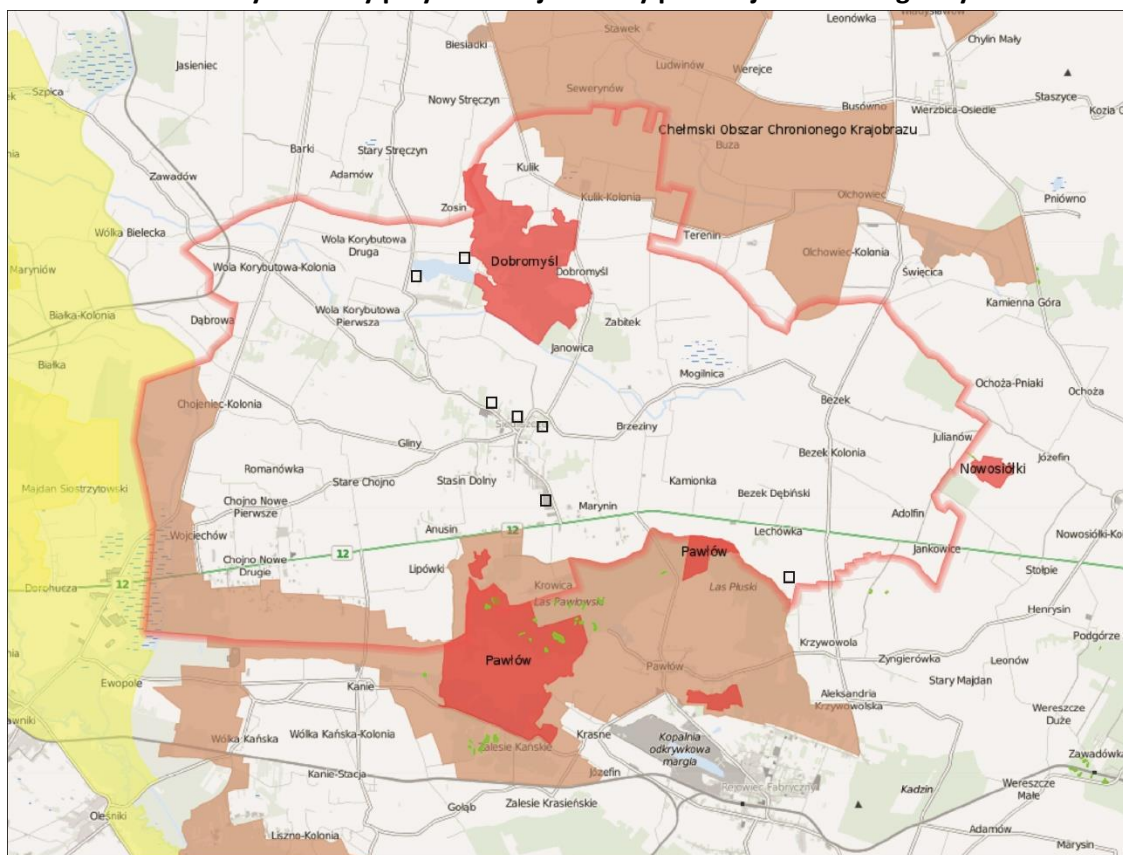 Stawek
Leonówka
Biesiadki
Chylin Mały
Jasieniec
Ludwinów
Werejce
Szpica
Sewerynów
Staszyce
Nowy Stręczyn
Busówno
Wierzbica-Osiedle
Kozia
Chełmski Obszar Chronionego Krajobrazu
Buza
Barki
Stary Stręczyn
Zawadów
Adamów
Kulik
Kulik-Kolonia
Olchowiec
Pniówno
Zosin
Wólka Bielecka
Wola Korybutowa
Druga
Terenin
Maryniów
Wola Korybutowa-Kolonia
Dobromyśl
Dobromyśl
Olchowiec-Kolonia
Święcica
Kamienna Góra
Białka-Kolonia
Dąbrowa
Wola Korybutowa
Pierwsza
Zabitek
Janowica
Białka
Mogilnica
Ochoża-Pniaki
Ochoża
Chojeniec-Kolonia
Bezek
Brzeziny
Gliny
Julianów
Bezek Kolonia
Józefin
Romanówka
Nowosiółki
Majdan Siostrzytowski
Stare Chojno
Stasin Dolny
Kamionka
Bezek Dębiński
Chojno Nowe
Pierwsze
Marynin
Adolfin
Wojciechów
Anusin
12
Lechówka
Nowosiółki-Kol
12
Chojno Nowe
Drugie
Lipówki
Pawłów
Jankowice
Stołpie
Dorohucza
12
Krowica
Las Pawłowski
Las Pluski
Henrysin
Krzywowola
Podgórze
Pawłów
Pawłów
Żyngierówka
Leonów
Ewopole
Kanie
Stary Majdan
Aleksandria
Krzywowolska
Wereszcze
Duże
Wólka Kańska
Wólka Kańska-Kolonia
Krasne
Kopalnia
odkrywkowa
margla
Zalesie Kańskie
Zawadówka
Kanie-Stacja
Józefin
Rejowiec Fabryczny
Kadzin
Wereszcze
Małe
Oleśniki
Gołąb
Zalesie Krasieńskie
Liszno-Kolonia
Adamów
Marysin